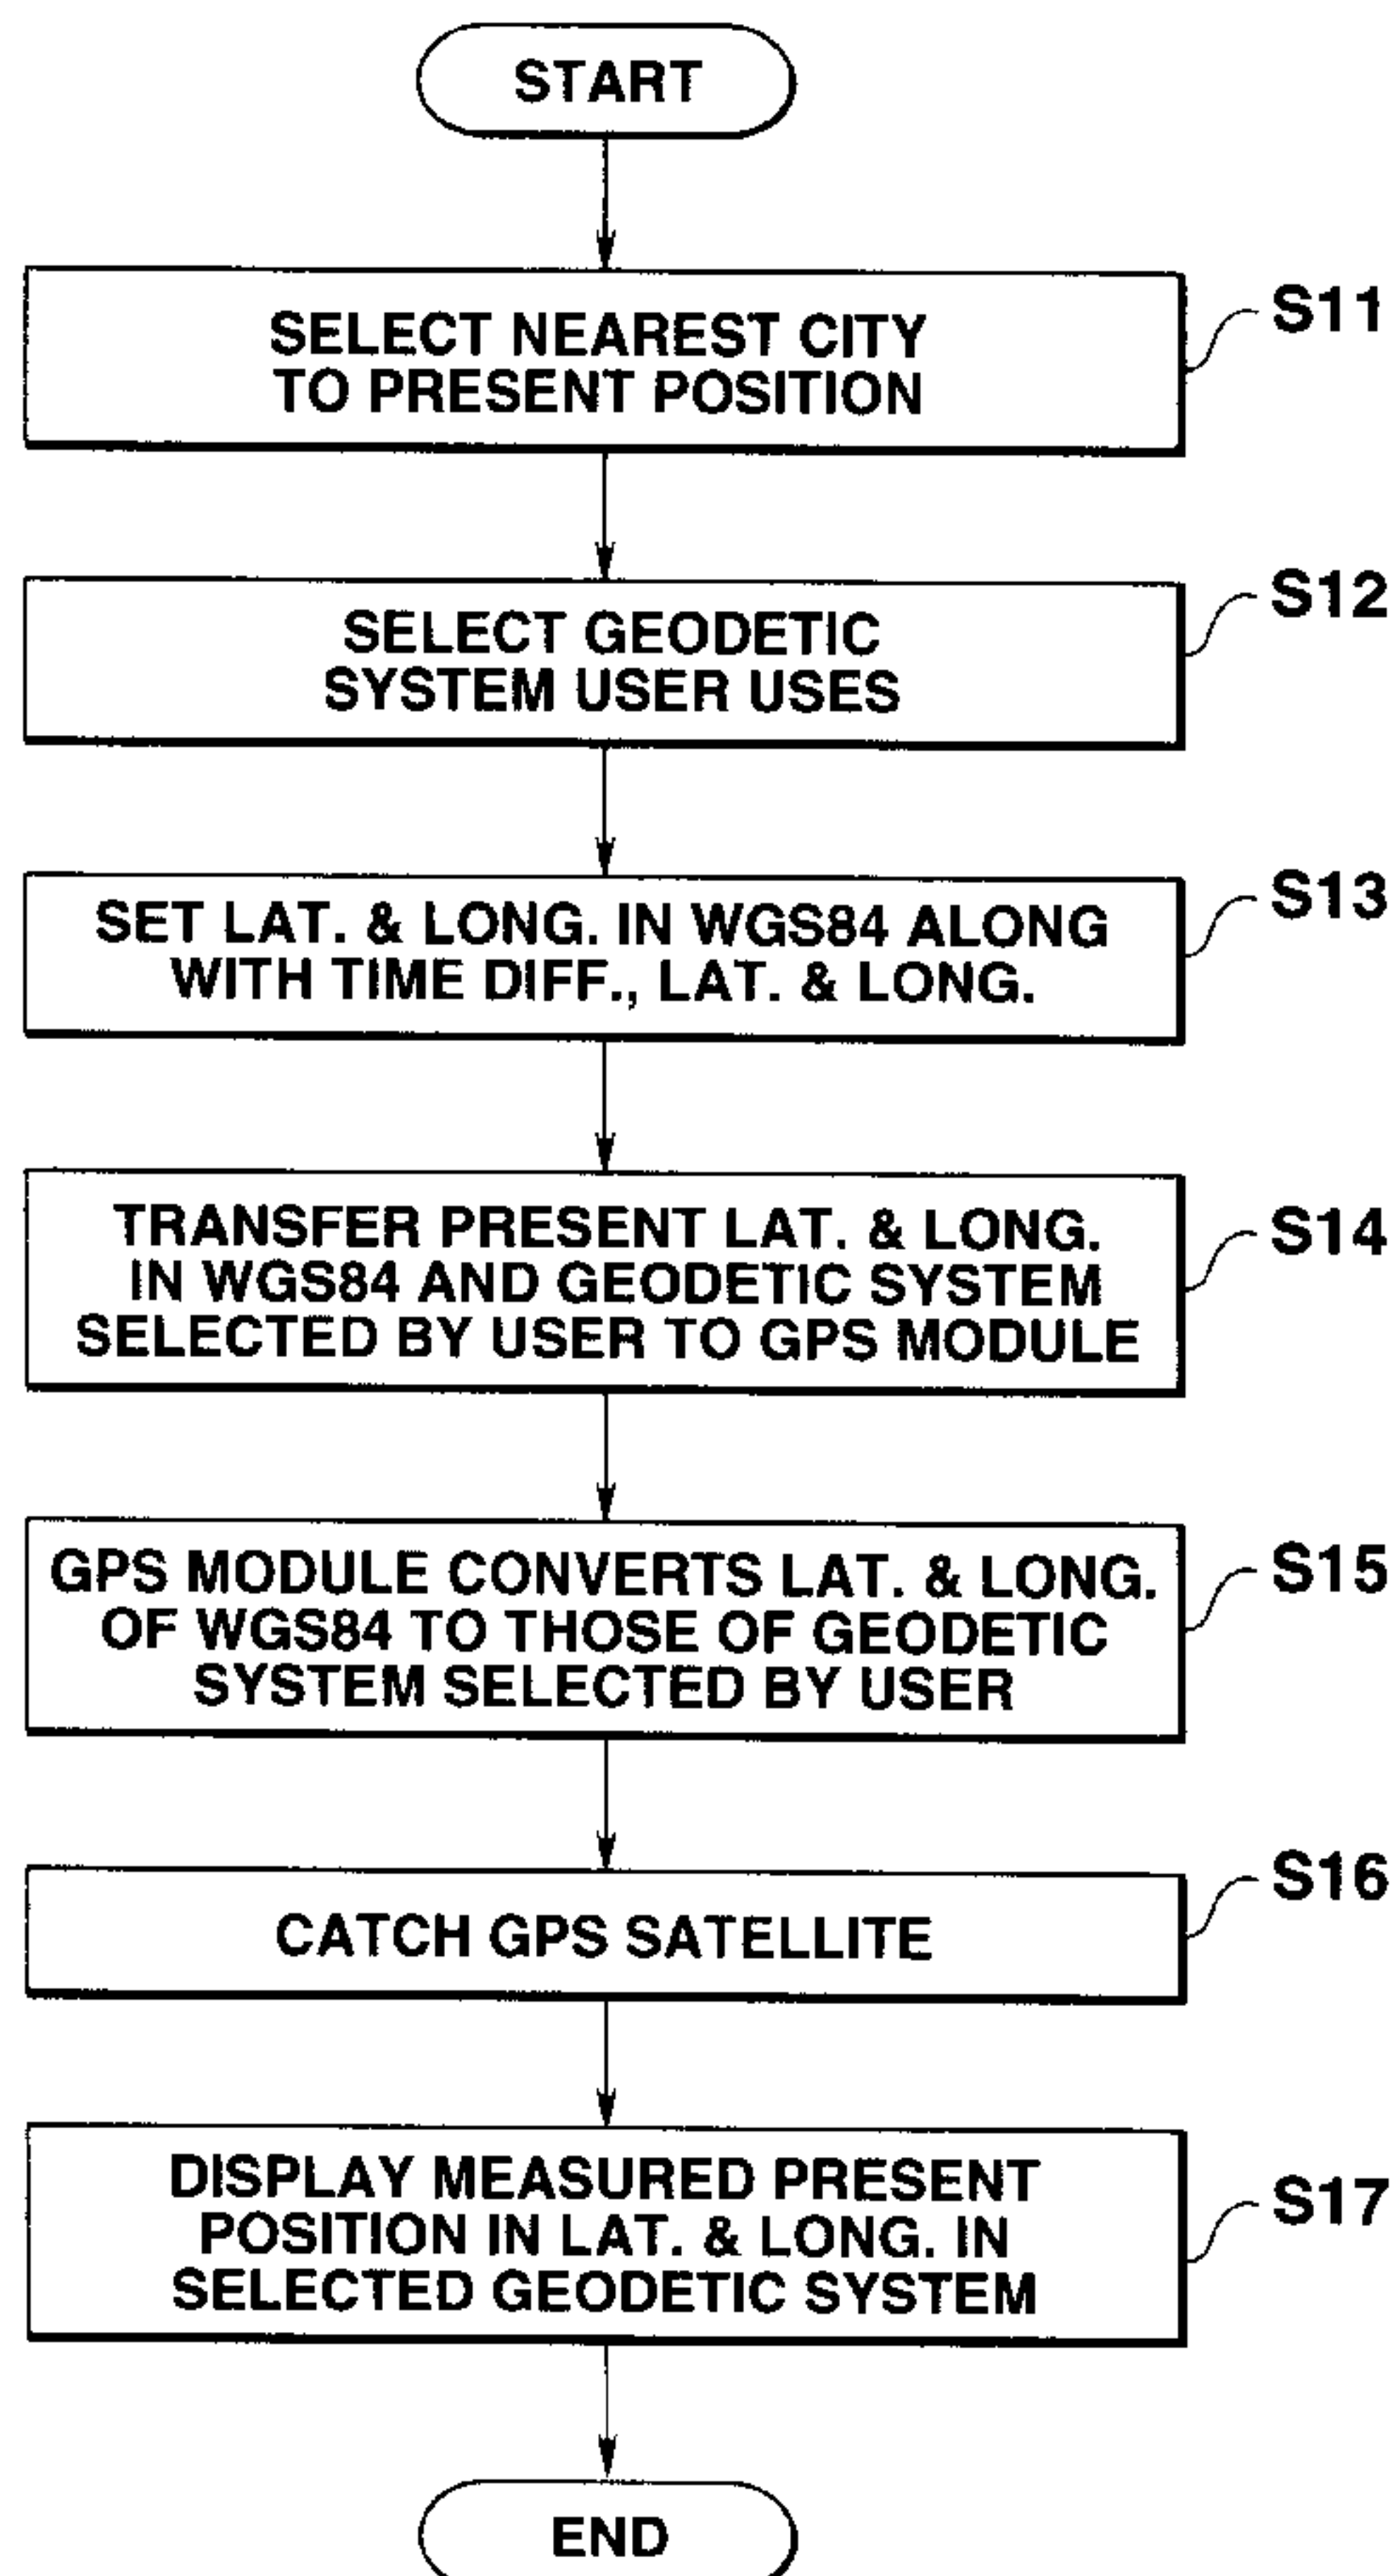 START
SELECT NEAREST CITY
TO PRESENT POSITION
S11
SELECT GEODETIC
SYSTEM USER USES
S12
SET LAT. & LONG. IN WGS84 ALONG
WITH TIME DIFF., LAT. & LONG.
S13
TRANSFER PRESENT LAT. & LONG.
IN WGS84 AND GEODETIC SYSTEM
SELECTED BY USER TO GPS MODULE
S14
GPS MODULE CONVERTS LAT. & LONG.
OF WGS84 TO THOSE OF GEODETIC
SYSTEM SELECTED BY USER
S15
CATCH GPS SATELLITE
S16
DISPLAY MEASURED PRESENT
POSITION IN LAT. & LONG. IN
SELECTED GEODETIC SYSTEM
S17
END